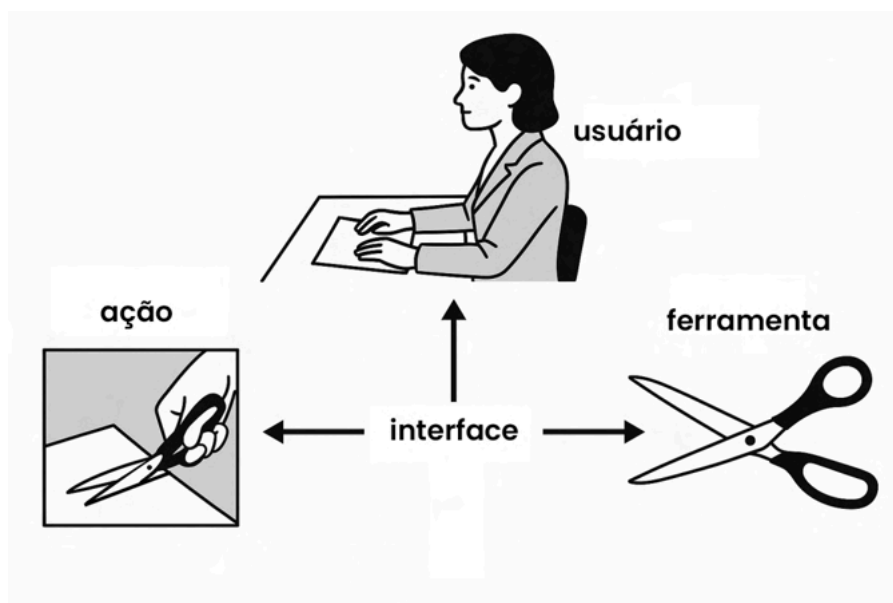 usuário
ação
ferramenta
interface